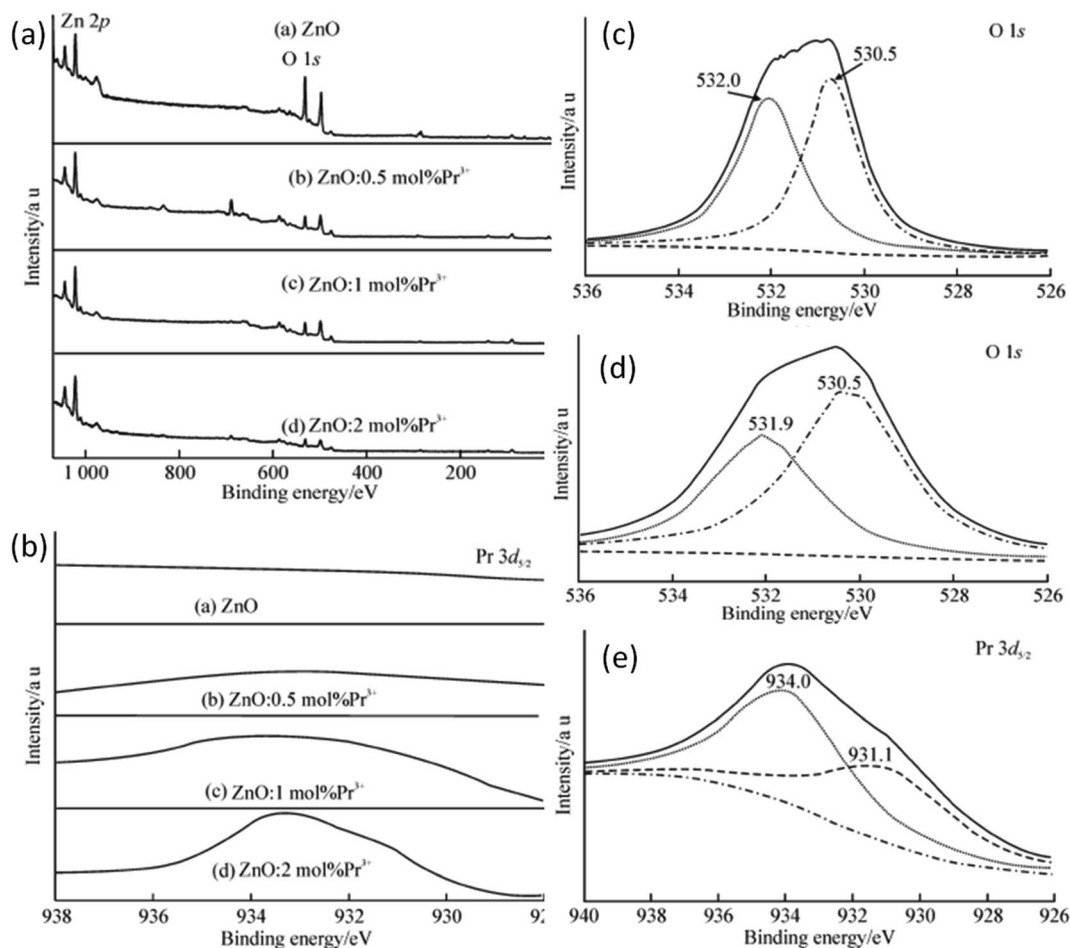 (a)
Zn 2p
(a) ZnO
O 1s
(b) ZnO:0.5 mol%Pr³⁺
(c) ZnO:1 mol%Pr³⁺
(d) ZnO:2 mol%Pr³⁺
Intensity/a u
1 000 800 600 400 200
Binding energy/eV
(b)
Pr 3d₅/₂
(a) ZnO
(b) ZnO:0.5 mol%Pr³⁺
(c) ZnO:1 mol%Pr³⁺
(d) ZnO:2 mol%Pr³⁺
Intensity/a u
938 936 934 932 930 92
Binding energy/eV
(c)
O 1s
532.0
530.5
Intensity/a u
536 534 532 530 528 526
Binding energy/eV
(d)
O 1s
531.9
530.5
Intensity/a u
536 534 532 530 528 526
Binding energy/eV
(e)
Pr 3d₅/₂
934.0
931.1
Intensity/a u
940 938 936 934 932 930 928 926
Binding energy/eV